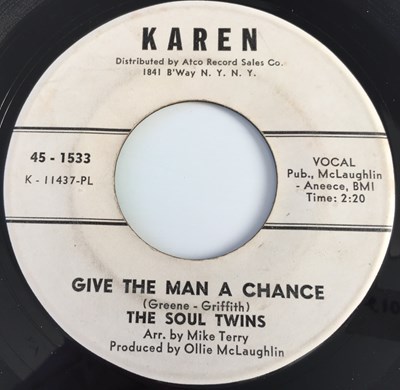 KAREN
Distributed by Atco Record Sales Co.
1841 B'Way N. Y. N. Y.
45 - 1533
K - 11437-PL
VOCAL
Pub., McLaughlin
- Aneece, BMI
Time: 2:20
GIVE THE MAN A CHANCE
(Greene - Griffith)
THE SOUL TWINS
Arr. by Mike Terry
Produced by Ollie McLaughlin